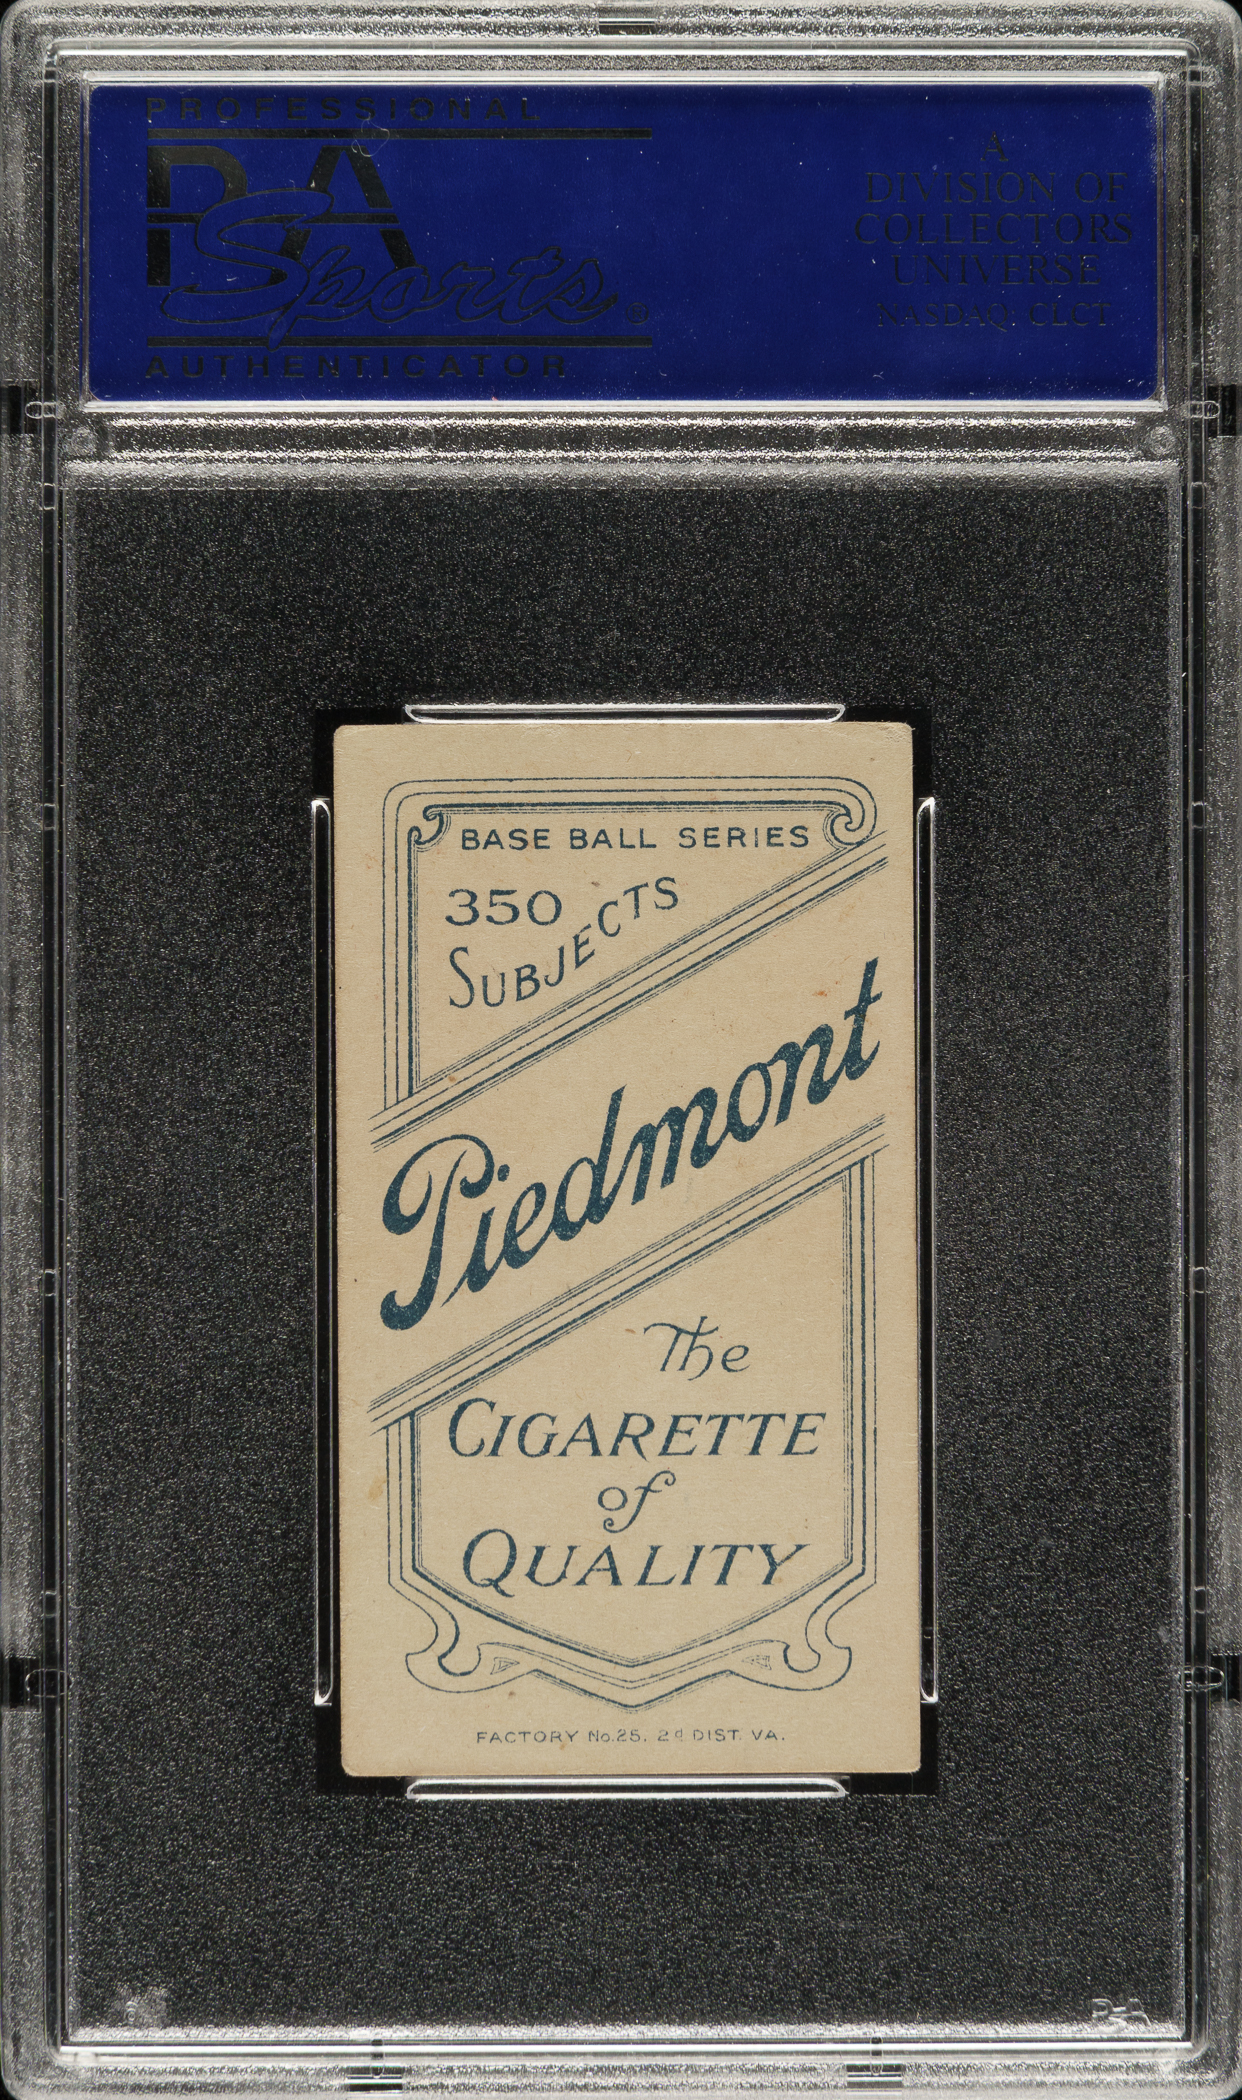 PROFESSIONAL
PSA
Sports®
AUTHENTICATOR
A
DIVISION OF
COLLECTORS
UNIVERSE
NASDAQ: CLCT
BASE BALL SERIES
350
SUBJECTS
Piedmont
The
CIGARETTE
of
QUALITY
FACTORY No. 25, 2d DIST. VA.
PSA